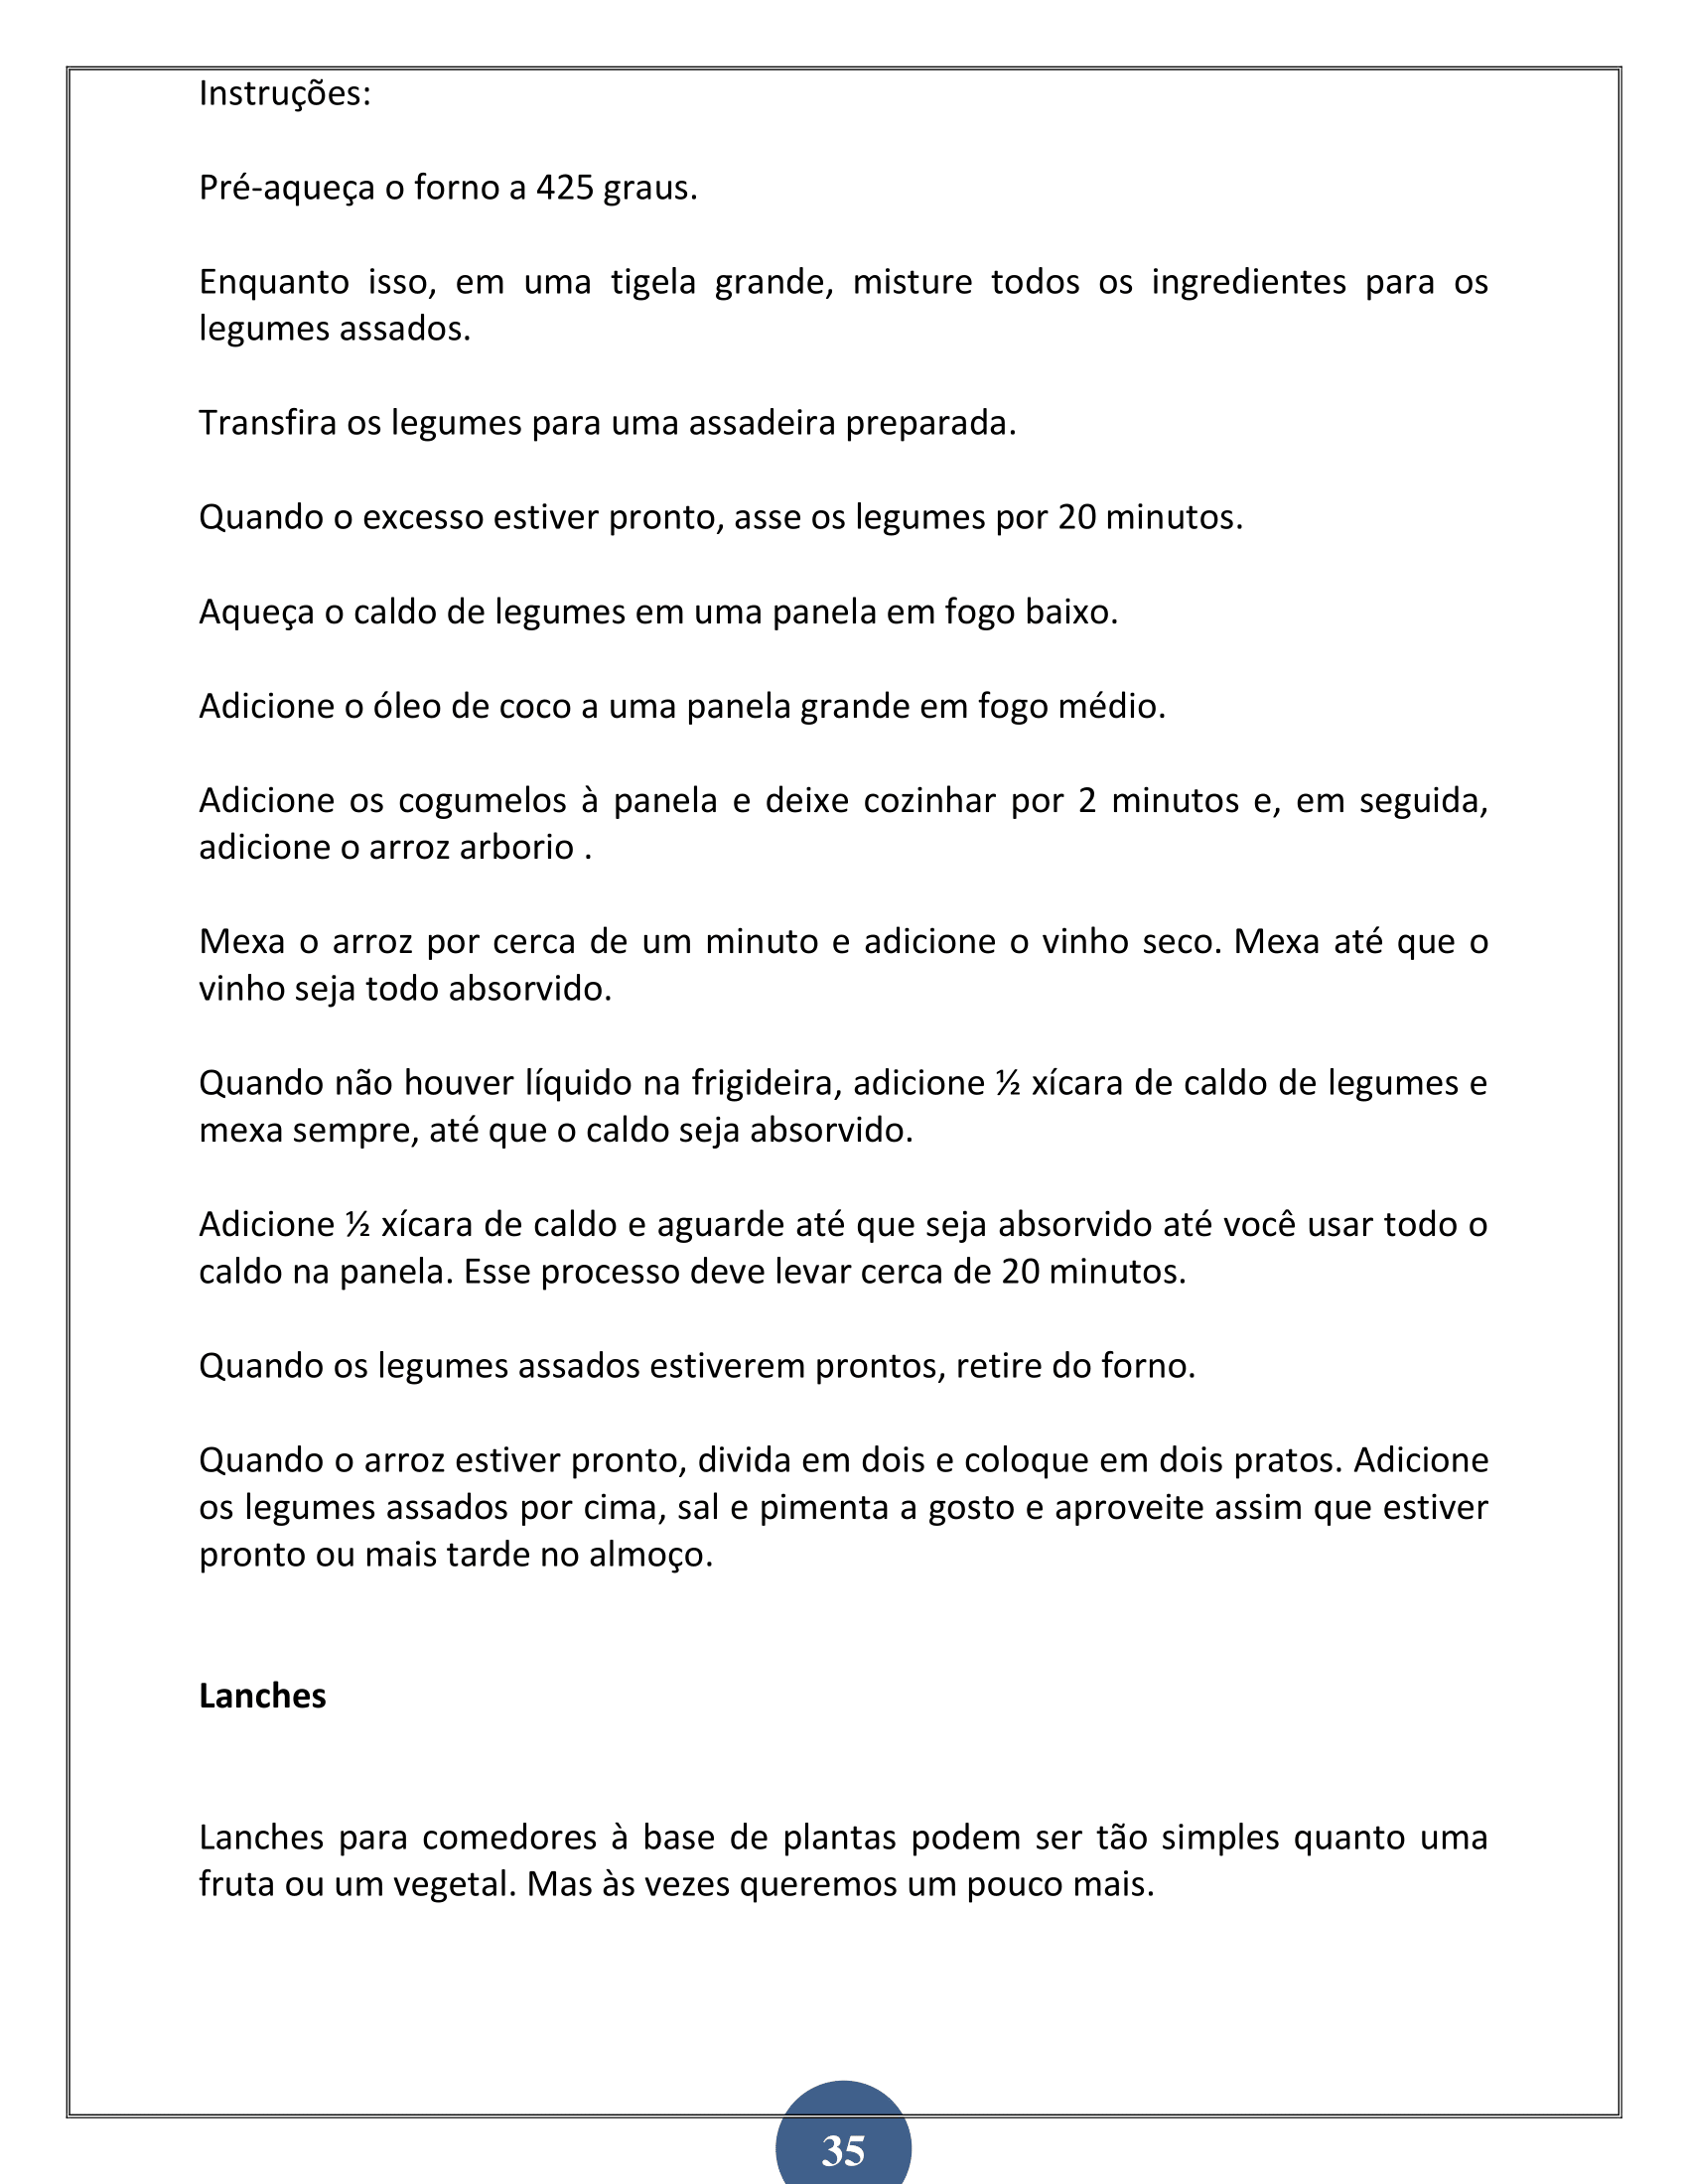 Instruções:
Pré-aqueça o forno a 425 graus.
Enquanto isso, em uma tigela grande, misture todos os ingredientes para os
legumes assados.
Transfira os legumes para uma assadeira preparada.
Quando o excesso estiver pronto, asse os legumes por 20 minutos.
Aqueça o caldo de legumes em uma panela em fogo baixo.
Adicione o óleo de coco a uma panela grande em fogo médio.
Adicione os cogumelos à panela e deixe cozinhar por 2 minutos e, em seguida,
adicione o arroz arborio .
Mexa o arroz por cerca de um minuto e adicione o vinho seco. Mexa até que o
vinho seja todo absorvido.
Quando não houver líquido na frigideira, adicione ½ xícara de caldo de legumes e
mexa sempre, até que o caldo seja absorvido.
Adicione ½ xícara de caldo e aguarde até que seja absorvido até você usar todo o
caldo na panela. Esse processo deve levar cerca de 20 minutos.
Quando os legumes assados estiverem prontos, retire do forno.
Quando o arroz estiver pronto, divida em dois e coloque em dois pratos. Adicione
os legumes assados por cima, sal e pimenta a gosto e aproveite assim que estiver
pronto ou mais tarde no almoço.
Lanches
Lanches para comedores à base de plantas podem ser tão simples quanto uma
fruta ou um vegetal. Mas às vezes queremos um pouco mais.
35